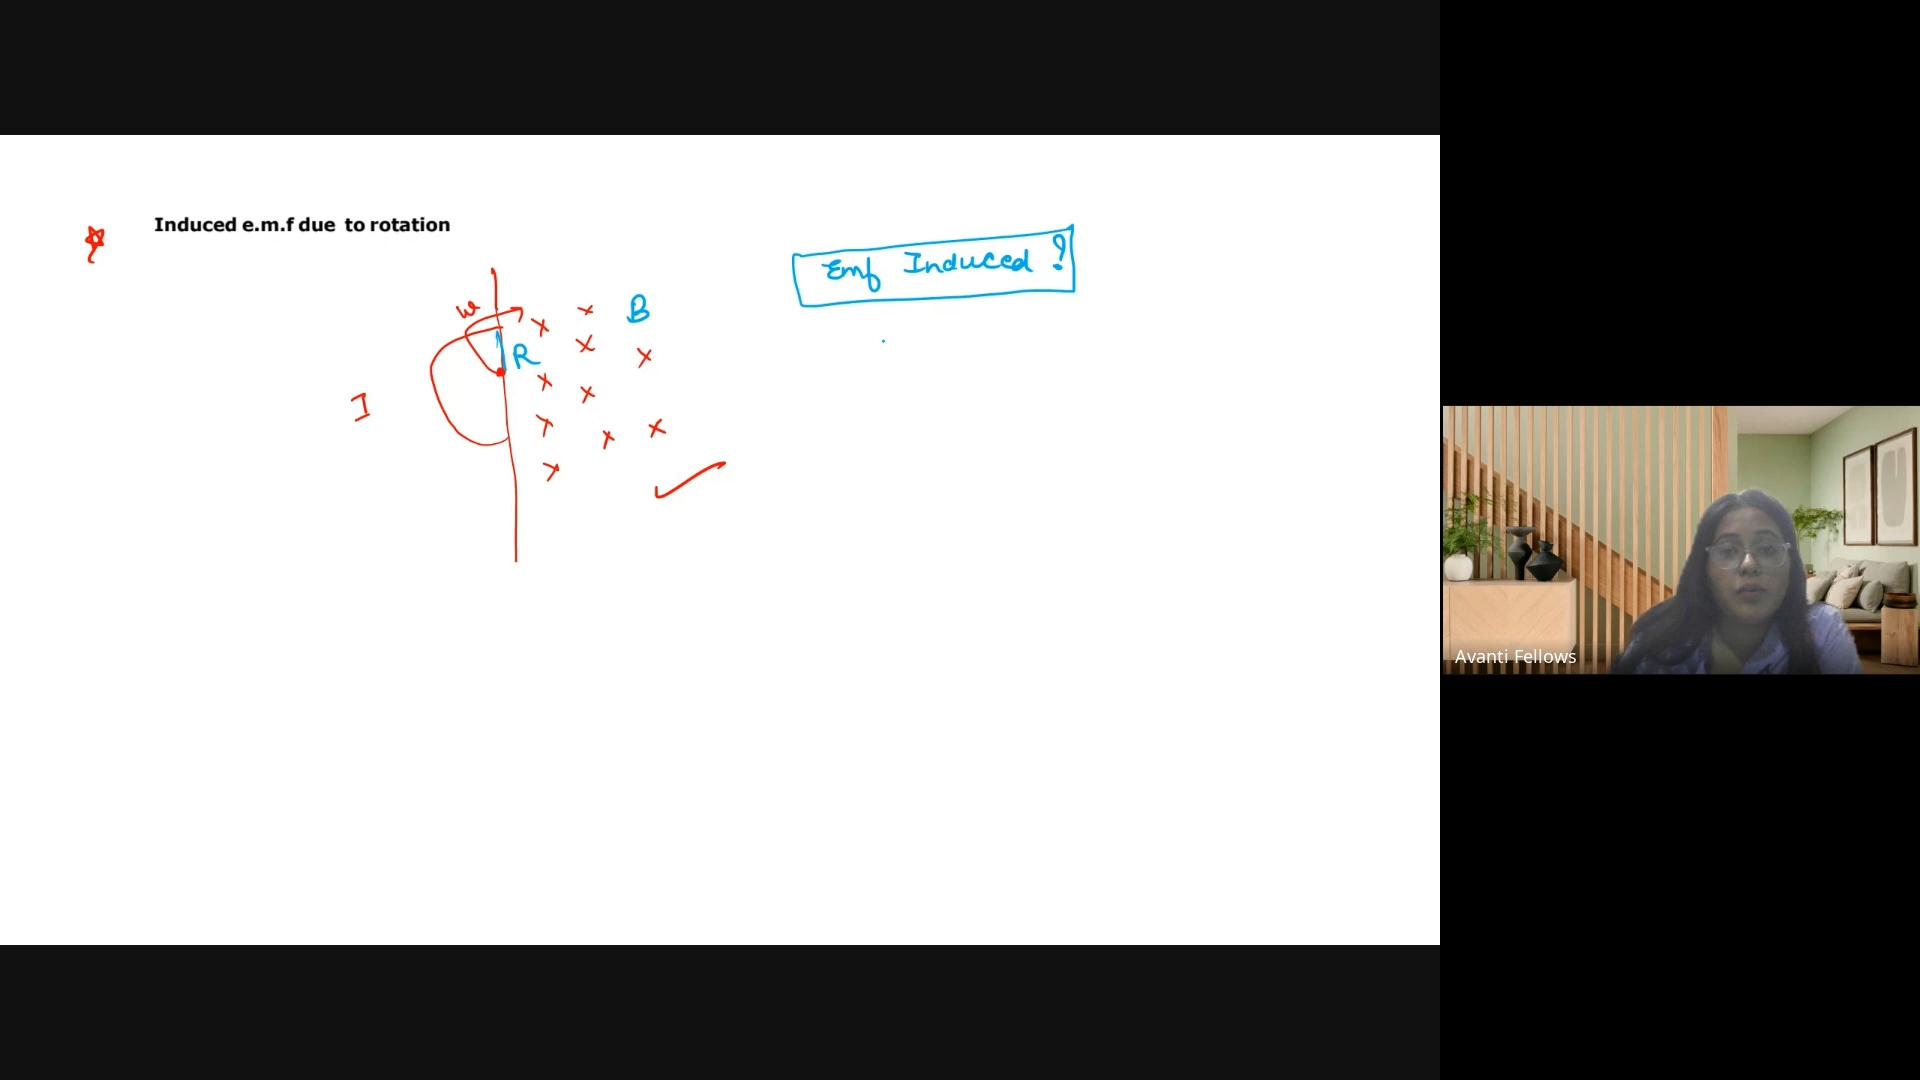 Induced e.m.f due to rotation
Emf Induced ?
ω
B
R
I
Avanti Fellows